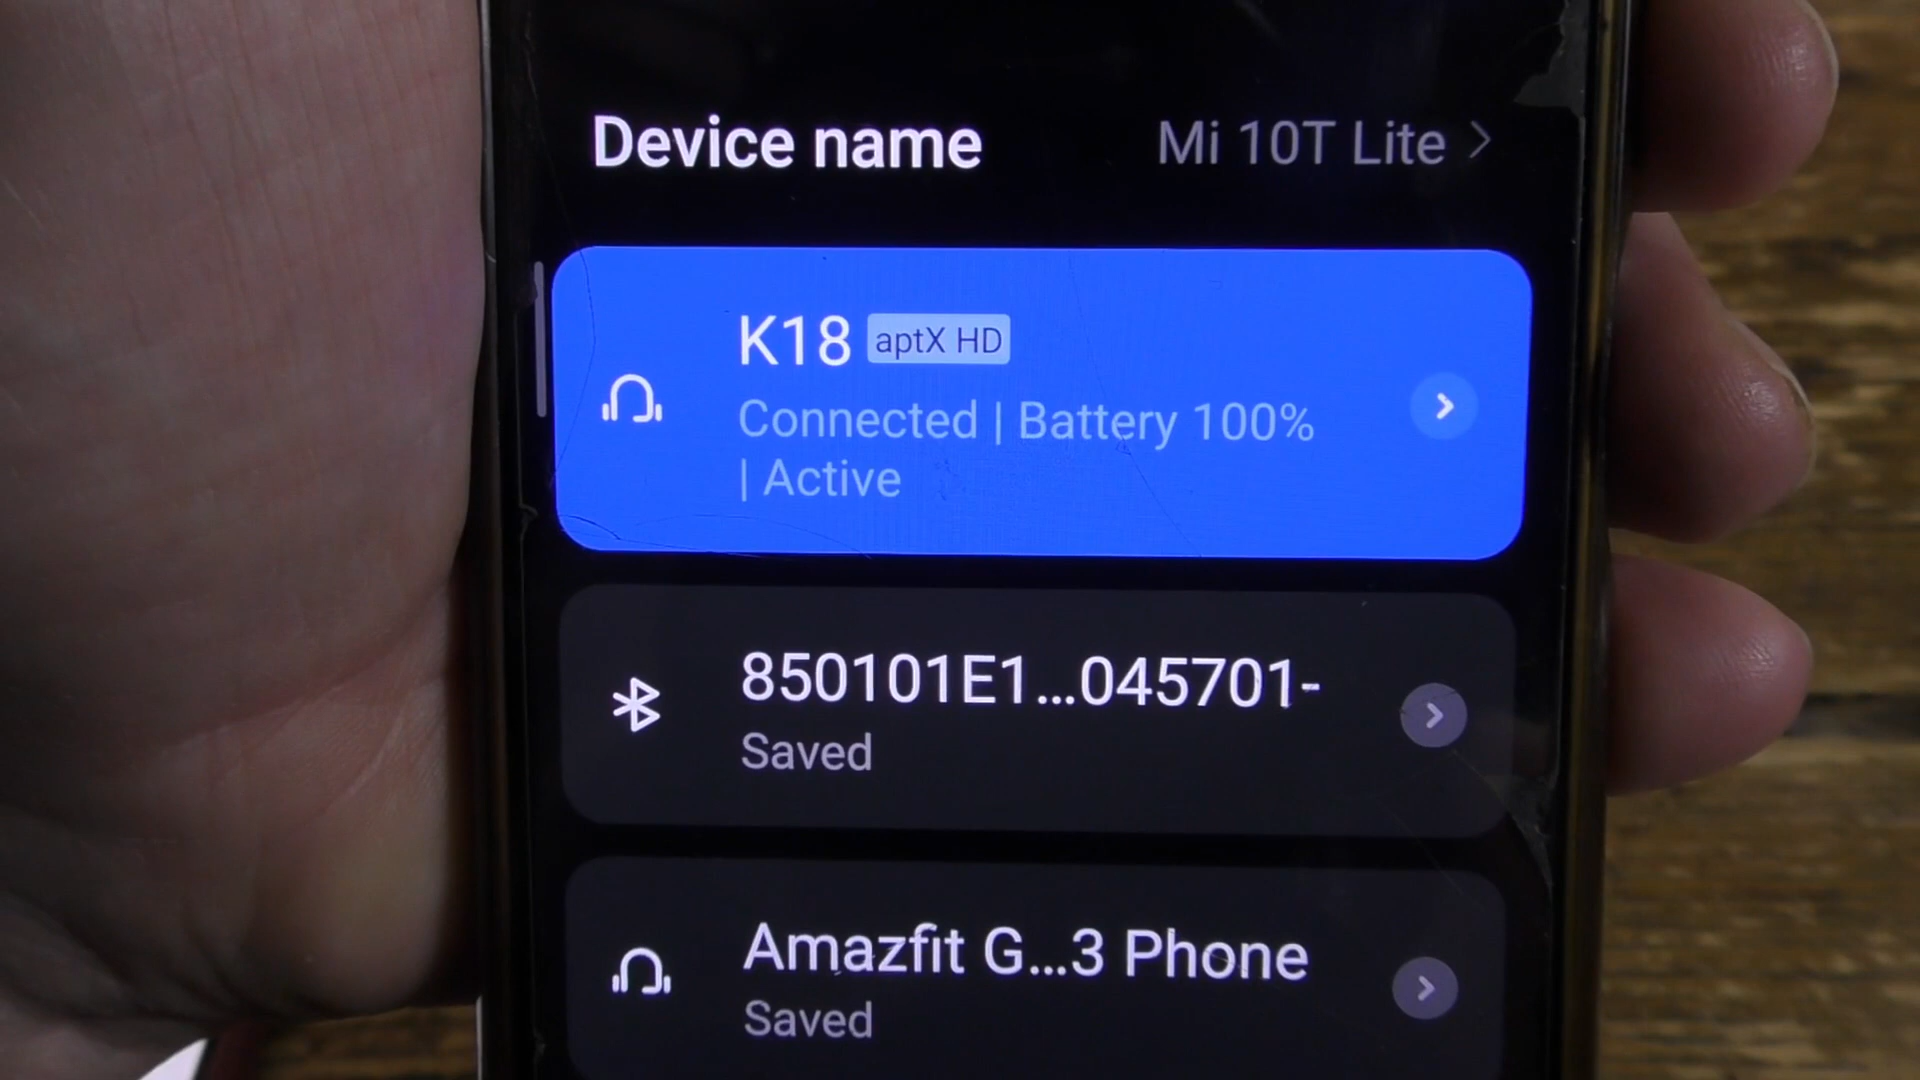 Device name
Mi 10T Lite
K18 aptX HD
Connected | Battery 100%
| Active
850101E1...045701-
Saved
Amazfit G...3 Phone
Saved